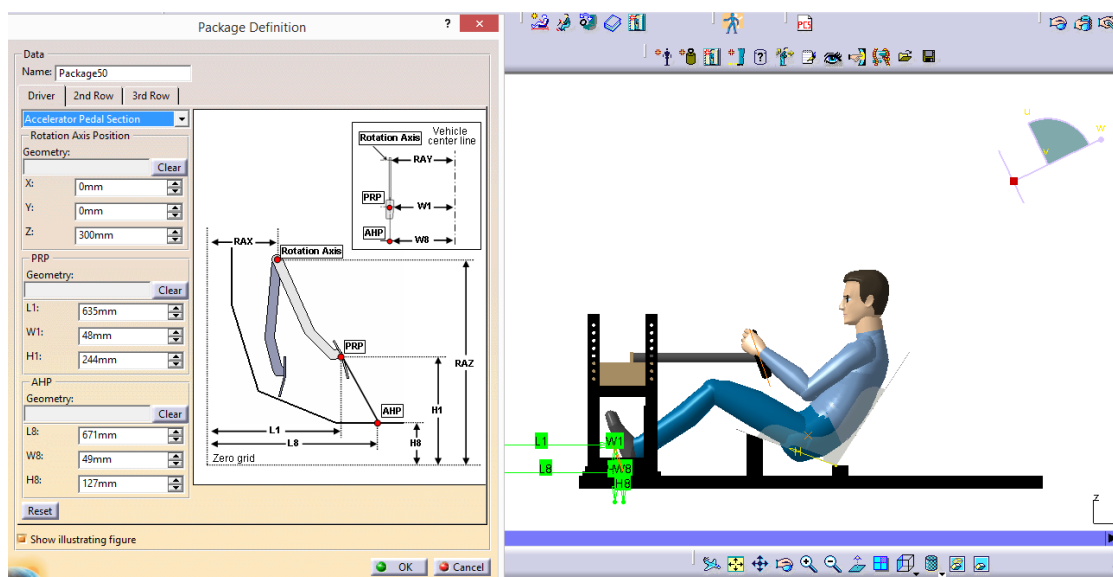 Package Definition
?
Data
Name: Package50
Driver 2nd Row 3rd Row
Accelerator Pedal Section
Rotation Axis Position
Geometry:
Clear
X: 0mm
Y: 0mm
Z: 300mm
PRP
Geometry:
Clear
L1: 635mm
W1: 48mm
H1: 244mm
AHP
Geometry:
Clear
L8: 671mm
W8: 49mm
H8: 127mm
Reset
Show illustrating figure
OK Cancel
Rotation Axis Vehicle
center line
RAY
PRP
W1
AHP
W8
RAX
Rotation Axis
PRP
RAZ
H1
AHP
L1
H8
L8
Zero grid
PCS
U
W
V
L1 W1
L8 W8
H8
H
X
Z